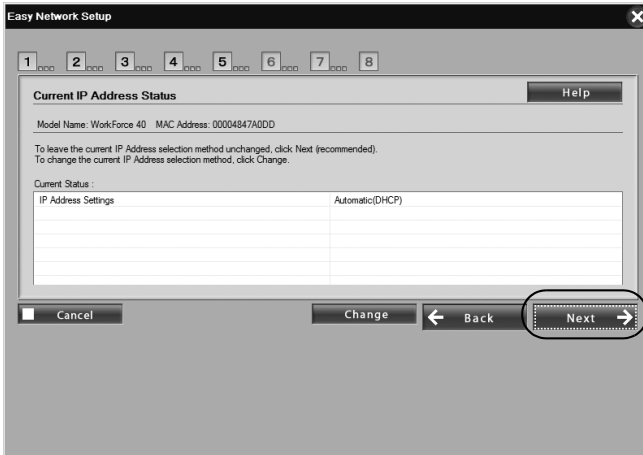 Easy Network Setup
1 2 3 4 5 6 7 8
Current IP Address Status
Help
Model Name: WorkForce 40 MAC Address: 00004847A0DD
To leave the current IP Address selection method unchanged, click Next (recommended).
To change the current IP Address selection method, click Change.
Current Status :
IP Address Settings Automatic(DHCP)
Cancel Change Back Next